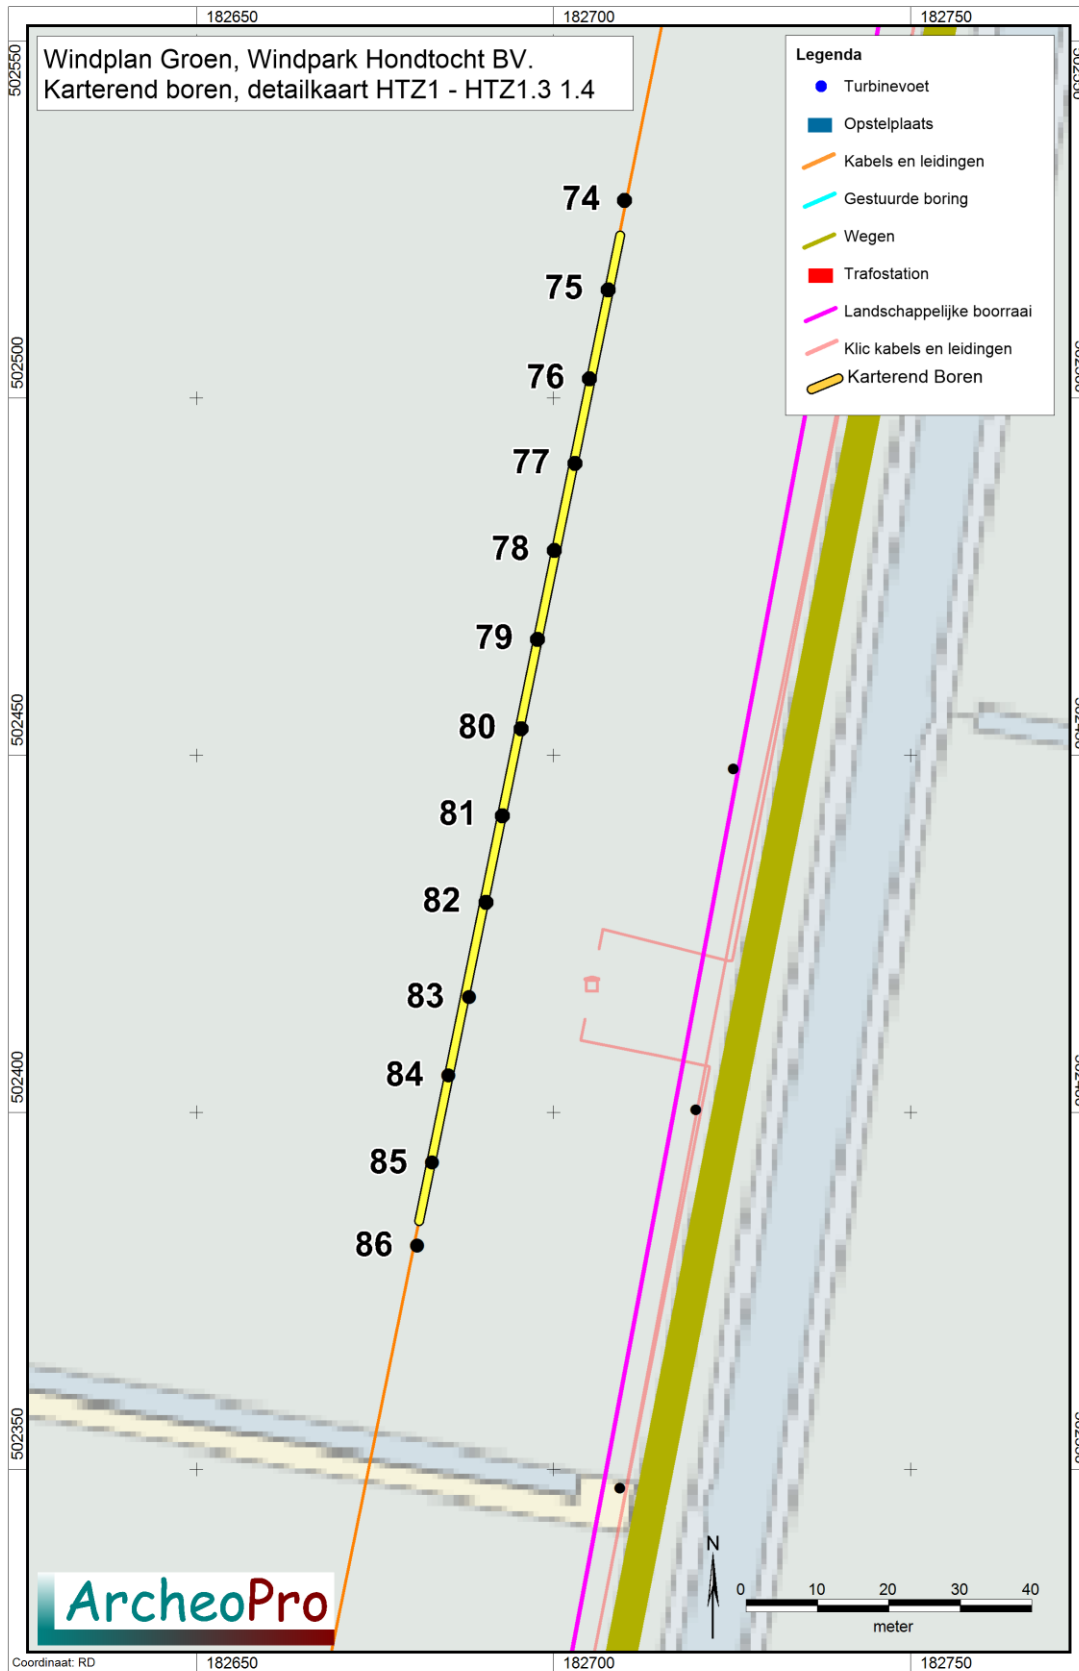 182650 182700 182750
Windplan Groen, Windpark Hondtocht BV.
Karterend boren, detailkaart HTZ1 - HTZ1.3 1.4
Legenda
Turbinevoet
Opstelplaats
Kabels en leidingen
Gestuurde boring
Wegen
Trafostation
Landschappelijke boorraai
Klic kabels en leidingen
Karterend Boren
502550
74
75
76
502500
77
78
79
80
502450
81
82
83
84
502400
85
86
502350
N
0 10 20 30 40
meter
ArcheoPro
Coordinaat: RD
182650 182700 182750